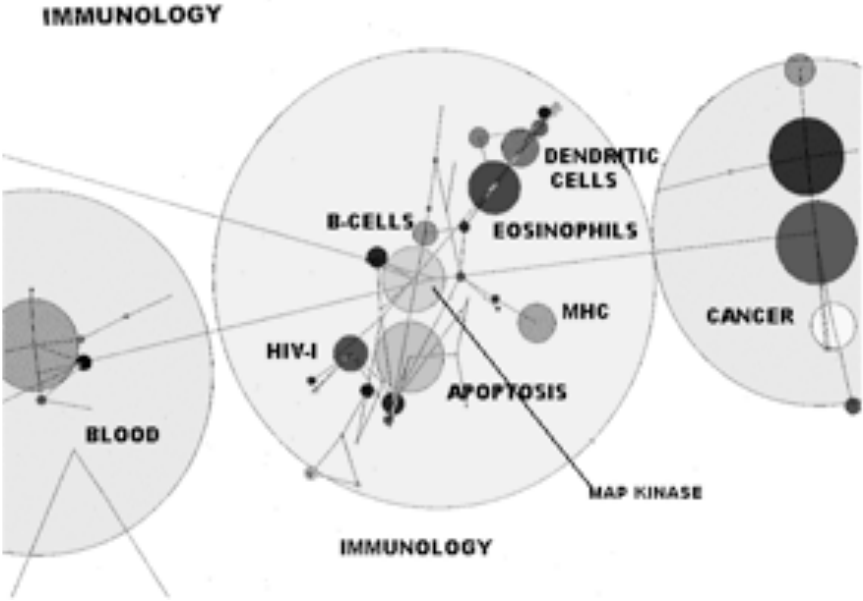 IMMUNOLOGY
DENDRITIC
CELLS
B-CELLS
EOSINOPHILS
MHC
CANCER
HIV-I
APOPTOSIS
BLOOD
MAP KINASE
IMMUNOLOGY